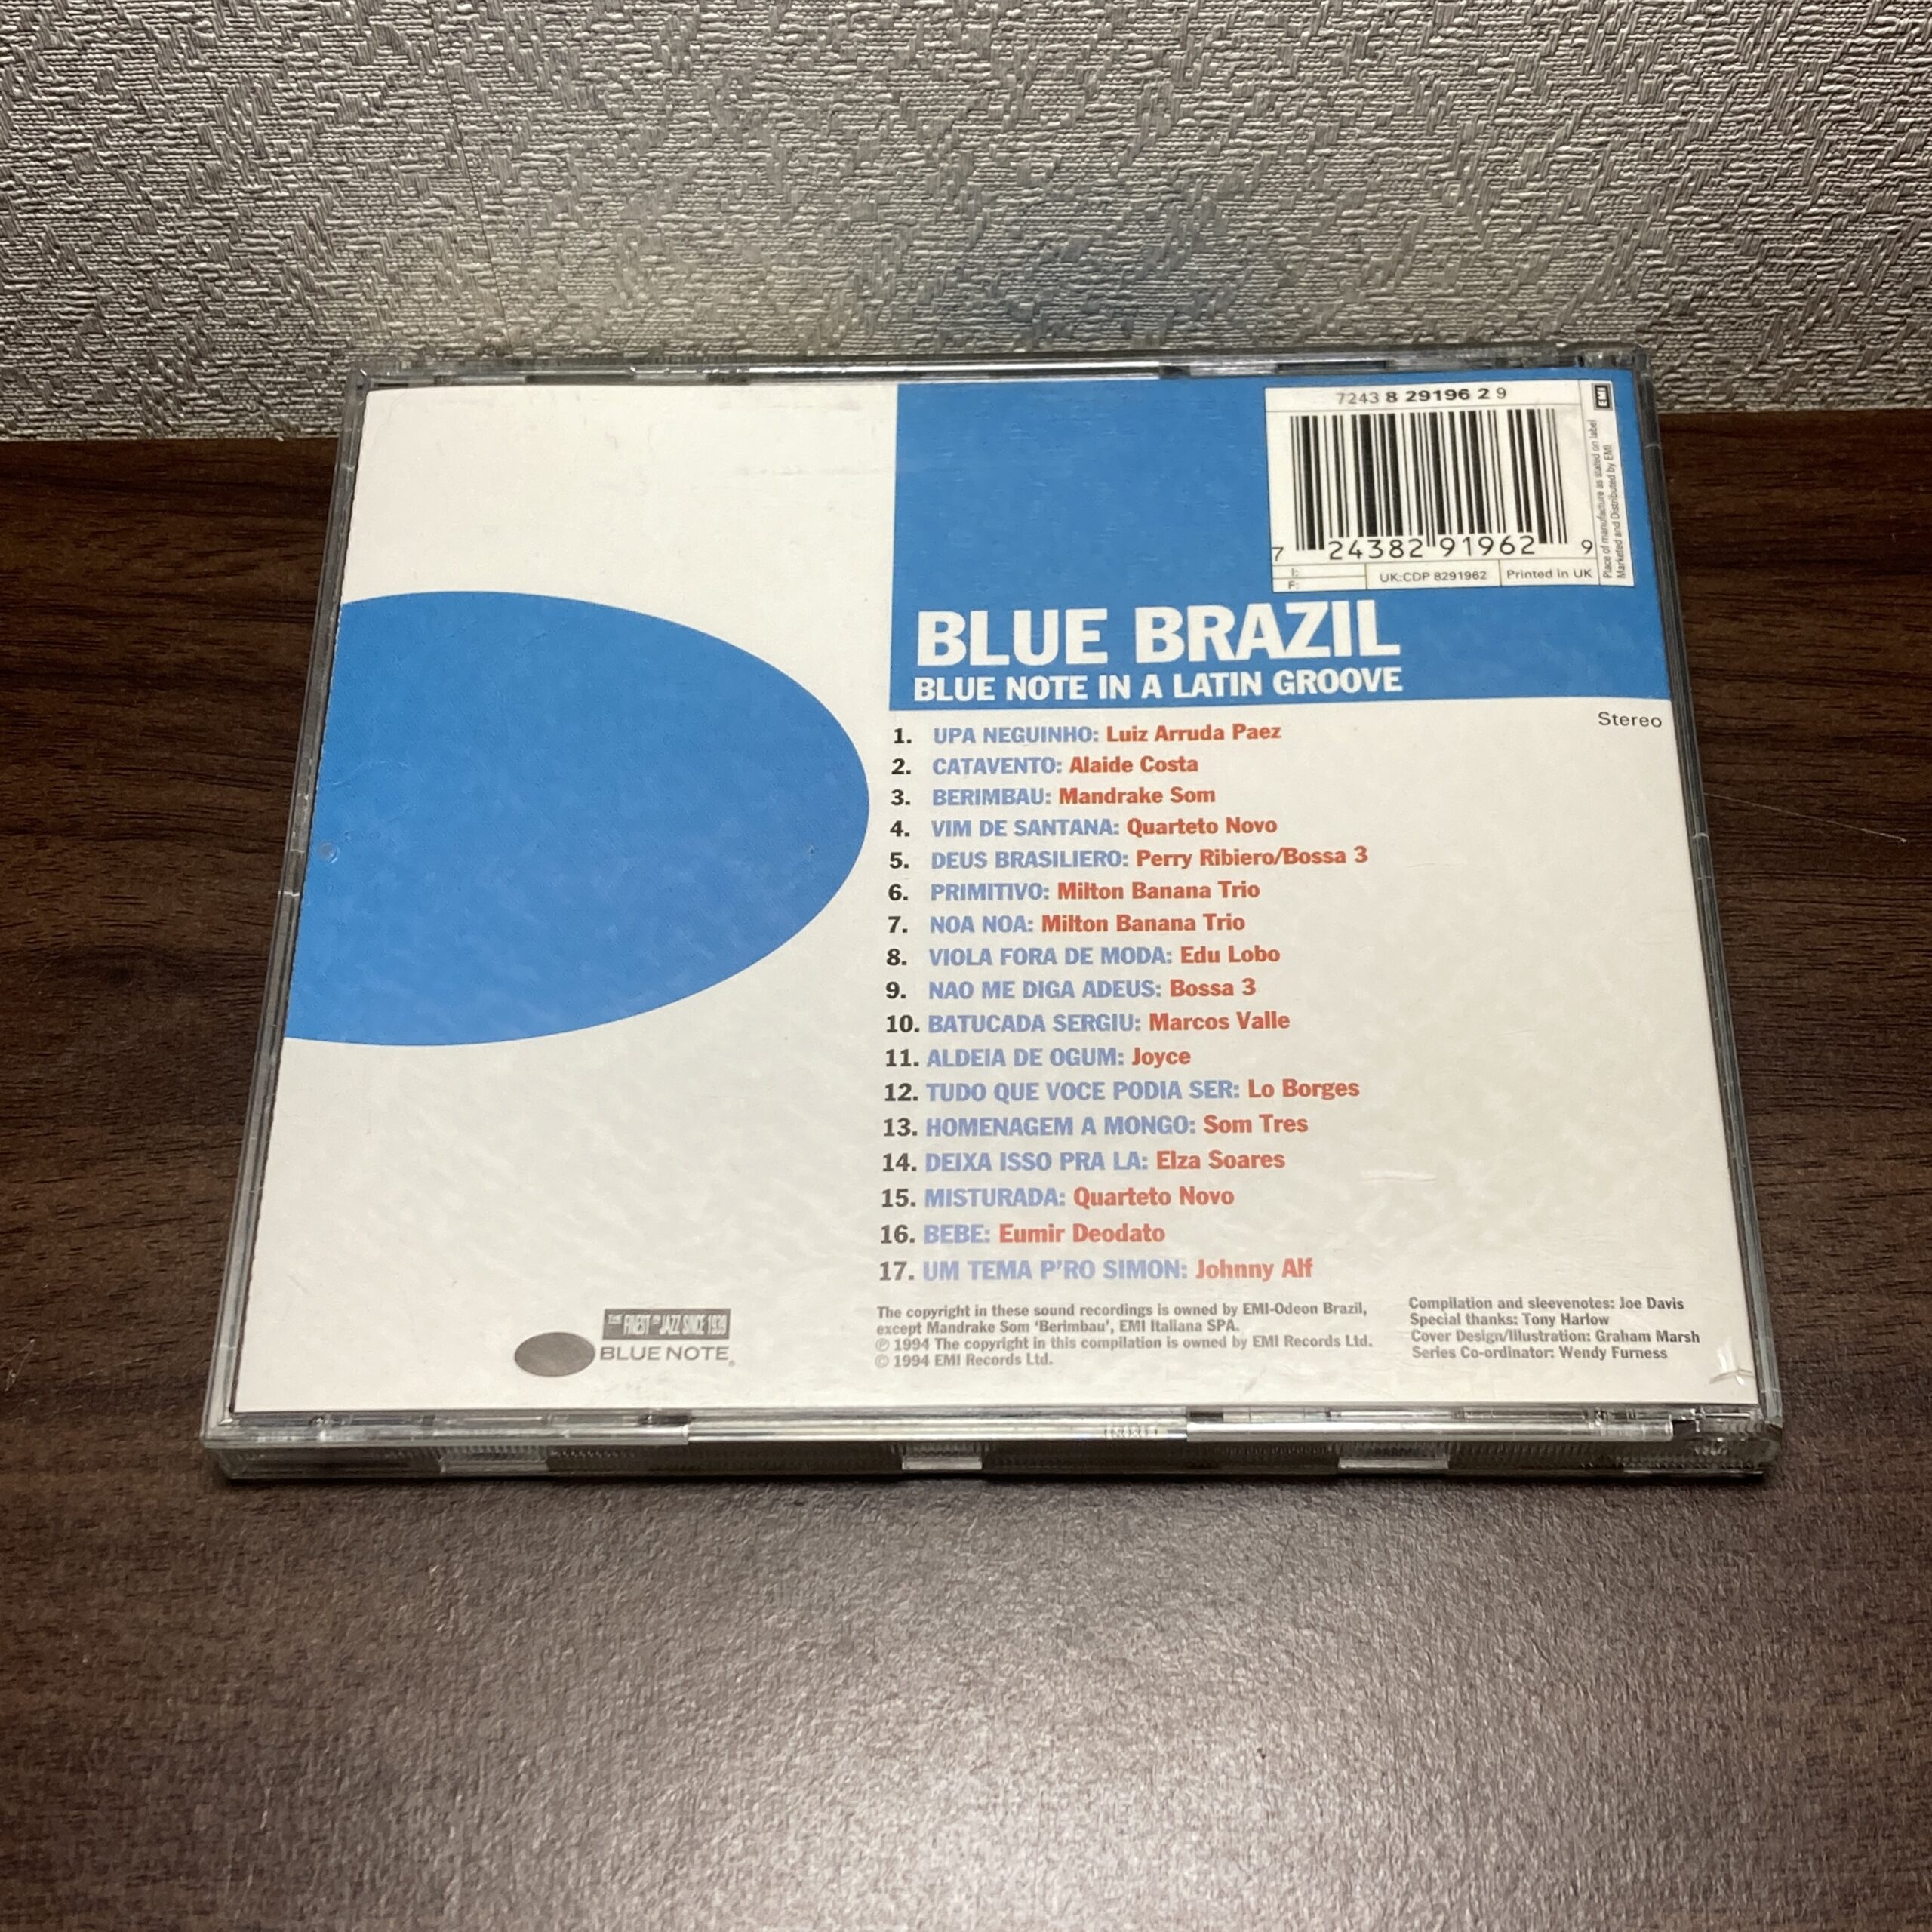 7243 8 29196 2 9
EMI
Place of manufacture as stated on label
Marketed and Distributed by EMI
7 24382 91962 9
I:
F:
UK:CDP 8291962
Printed in UK
BLUE BRAZIL
BLUE NOTE IN A LATIN GROOVE
Stereo
1. UPA NEGUINHO: Luiz Arruda Paez
2. CATAVENTO: Alaide Costa
3. BERIMBAU: Mandrake Som
4. VIM DE SANTANA: Quarteto Novo
5. DEUS BRASILIERO: Perry Ribiero/Bossa 3
6. PRIMITIVO: Milton Banana Trio
7. NOA NOA: Milton Banana Trio
8. VIOLA FORA DE MODA: Edu Lobo
9. NAO ME DIGA ADEUS: Bossa 3
10. BATUCADA SERGIU: Marcos Valle
11. ALDEIA DE OGUM: Joyce
12. TUDO QUE VOCE PODIA SER: Lo Borges
13. HOMENAGEM A MONGO: Som Tres
14. DEIXA ISSO PRA LA: Elza Soares
15. MISTURADA: Quarteto Novo
16. BEBE: Eumir Deodato
17. UM TEMA P'RO SIMON: Johnny Alf
THE FINEST IN JAZZ SINCE 1939
BLUE NOTE®
The copyright in these sound recordings is owned by EMI-Odeon Brazil,
except Mandrake Som 'Berimbau', EMI Italiana SPA.
℗ 1994 The copyright in this compilation is owned by EMI Records Ltd.
© 1994 EMI Records Ltd.
Compilation and sleevenotes: Joe Davis
Special thanks: Tony Harlow
Cover Design/Illustration: Graham Marsh
Series Co-ordinator: Wendy Furness